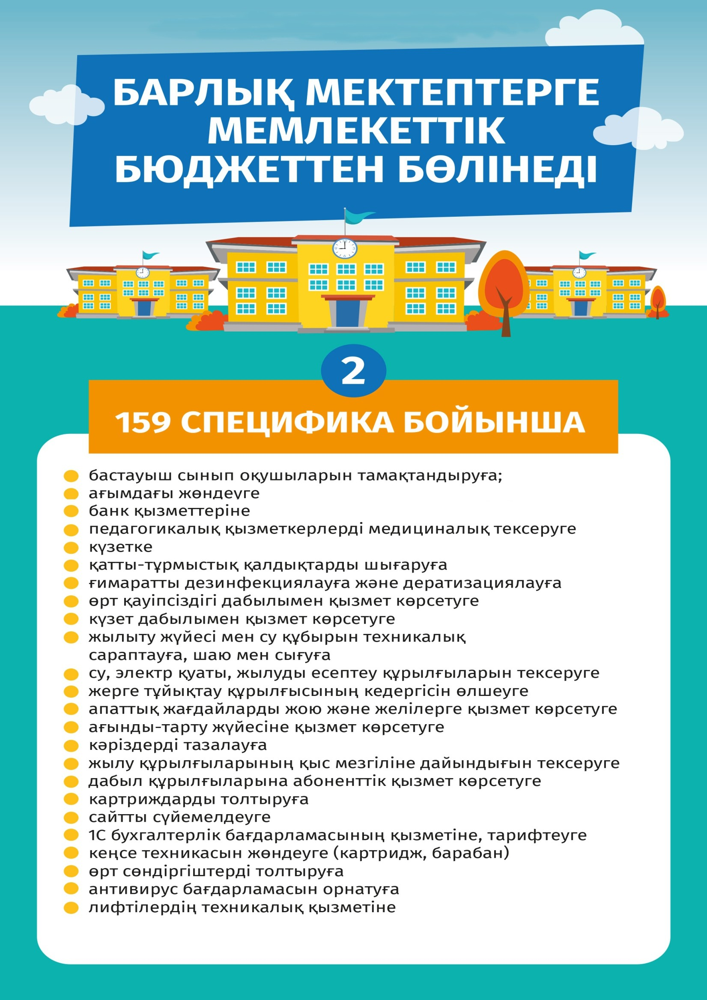 БАРЛЫҚ МЕКТЕПТЕРГЕ
МЕМЛЕКЕТТІК
БЮДЖЕТТЕН БӨЛІНЕДІ
2
159 СПЕЦИФИКА БОЙЫНША
бастауыш сынып оқушыларын тамақтандыруға;
ағымдағы жөндеуге
банк қызметтеріне
педагогикалық қызметкерлерді медициналық тексеруге
күзетке
қатты-тұрмыстық қалдықтарды шығаруға
ғимаратты дезинфекциялауға және дератизациялауға
өрт қауіпсіздігі дабылымен қызмет көрсетуге
күзет дабылымен қызмет көрсетуге
жылыту жүйесі мен су құбырын техникалық
сараптауға, шаю мен сығуға
су, электр қуаты, жылуды есептеу құрылғыларын тексеруге
жерге тұйықтау құрылғысының кедергісін өлшеуге
апаттық жағдайларды жою және желілерге қызмет көрсетуге
ағынды-тарту жүйесіне қызмет көрсетуге
кәріздерді тазалауға
жылу құрылғыларының қыс мезгіліне дайындығын тексеруге
дабыл құрылғыларына абоненттік қызмет көрсетуге
картриждарды толтыруға
сайтты сүйемелдеуге
1С бухгалтерлік бағдарламасының қызметіне, тарифтеуге
кеңсе техникасын жөндеуге (картридж, барабан)
өрт сөндіргіштерді толтыруға
антивирус бағдарламасын орнатуға
лифтілердің техникалық қызметіне